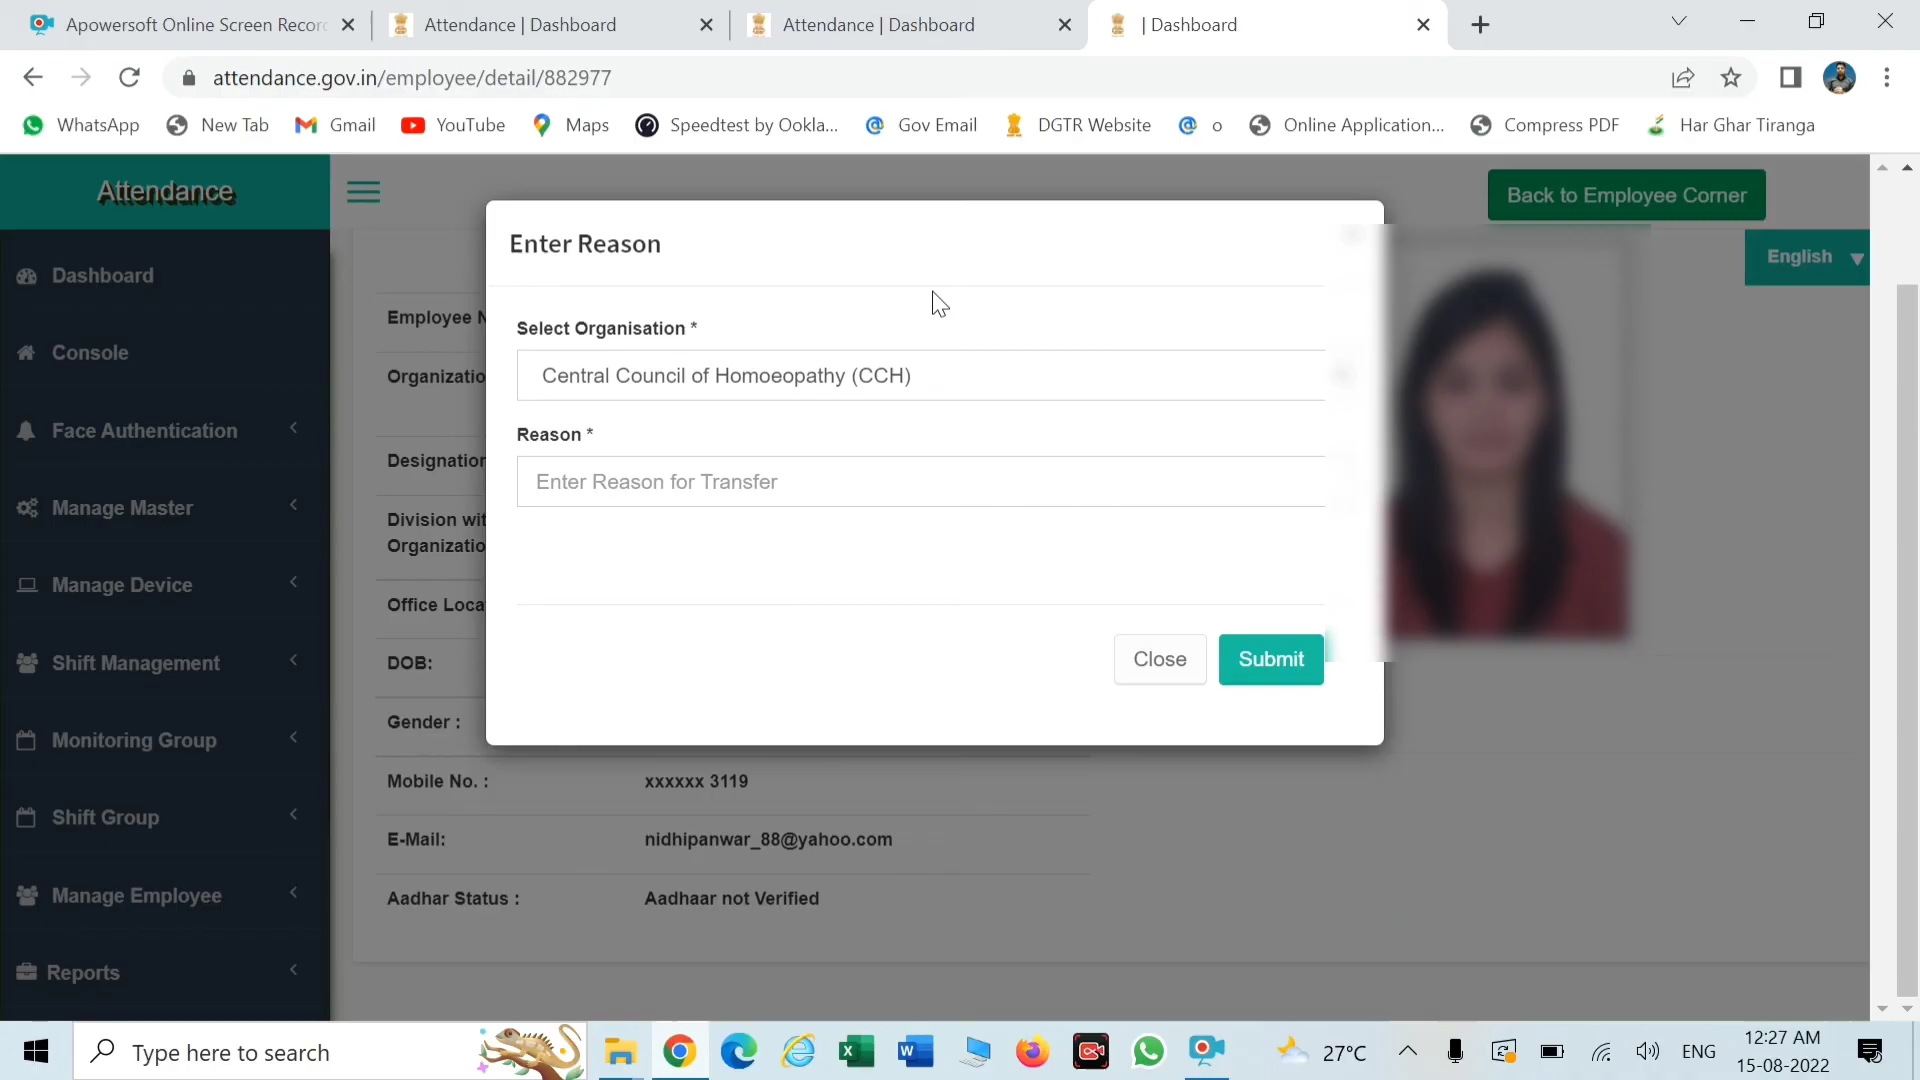 Apowersoft Online Screen Recor
Attendance | Dashboard
Attendance | Dashboard
| Dashboard
attendance.gov.in/employee/detail/882977
WhatsApp
New Tab
Gmail
YouTube
Maps
Speedtest by Ookla...
Gov Email
DGTR Website
o
Online Application...
Compress PDF
Har Ghar Tiranga
Attendance
Back to Employee Corner
English
Dashboard
Console
Face Authentication
Manage Master
Manage Device
Shift Management
Monitoring Group
Shift Group
Manage Employee
Reports
Enter Reason
Select Organisation *
Central Council of Homoeopathy (CCH)
Reason *
Enter Reason for Transfer
Close
Submit
Employee N
Organizatio
Designation
Division wit
Organizatio
Office Loca
DOB:
Gender :
Mobile No. :
xxxxxx 3119
E-Mail:
nidhipanwar_88@yahoo.com
Aadhar Status :
Aadhaar not Verified
Type here to search
27°C
ENG
12:27 AM
15-08-2022